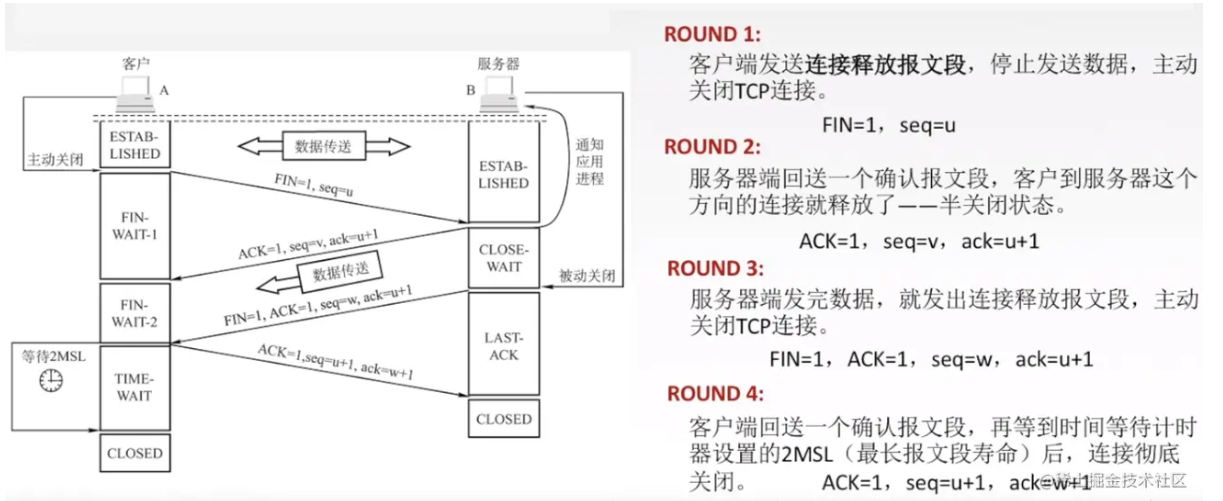 客户
A
服务器
B
ESTAB-
LISHED
主动关闭
FIN-
WAIT-1
FIN-
WAIT-2
等待2MSL
TIME-
WAIT
CLOSED
数据传送
FIN=1, seq=u
ACK=1, seq=v, ack=u+1
数据传送
FIN=1, ACK=1, seq=w, ack=u+1
ACK=1,seq=u+1, ack=w+1
ESTAB-
LISHED
通知
应用
进程
CLOSE-
WAIT
被动关闭
LAST-
ACK
CLOSED
ROUND 1:
客户端发送连接释放报文段，停止发送数据，主动
关闭TCP连接。
FIN=1，seq=u
ROUND 2:
服务器端回送一个确认报文段，客户到服务器这个
方向的连接就释放了——半关闭状态。
ACK=1，seq=v，ack=u+1
ROUND 3:
服务器端发完数据，就发出连接释放报文段，主动
关闭TCP连接。
FIN=1，ACK=1，seq=w，ack=u+1
ROUND 4:
客户端回送一个确认报文段，再等到时间等待计时
器设置的2MSL（最长报文段寿命）后，连接彻底
关闭。 ACK=1，seq=u+1，ack=w+1
@稀土掘金技术社区